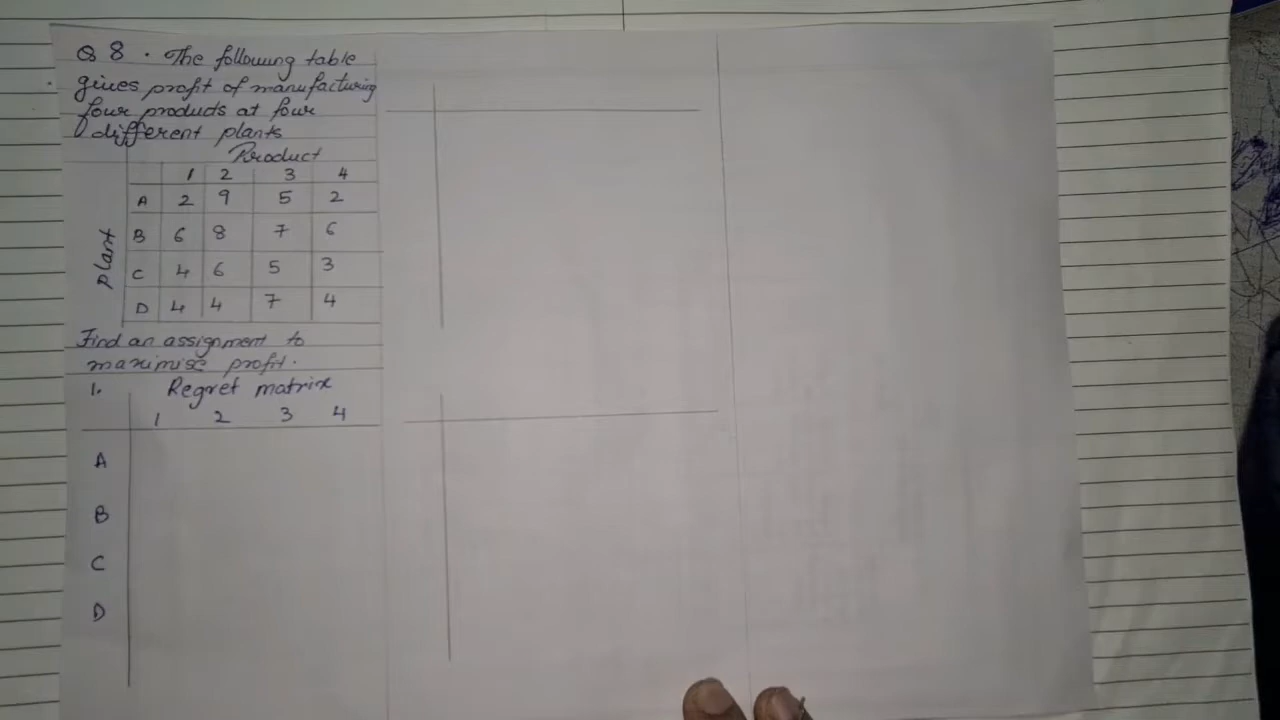 Q 8 . The following table
gives profit of manufacturing
four products at four
different plants
Product
1 2 3 4
A 2 9 5 2
B 6 8 7 6
C 4 6 5 3
D 4 4 7 4
Plant
Find an assignment to
maximise profit.
1. Regret matrix
1 2 3 4
A
B
C
D